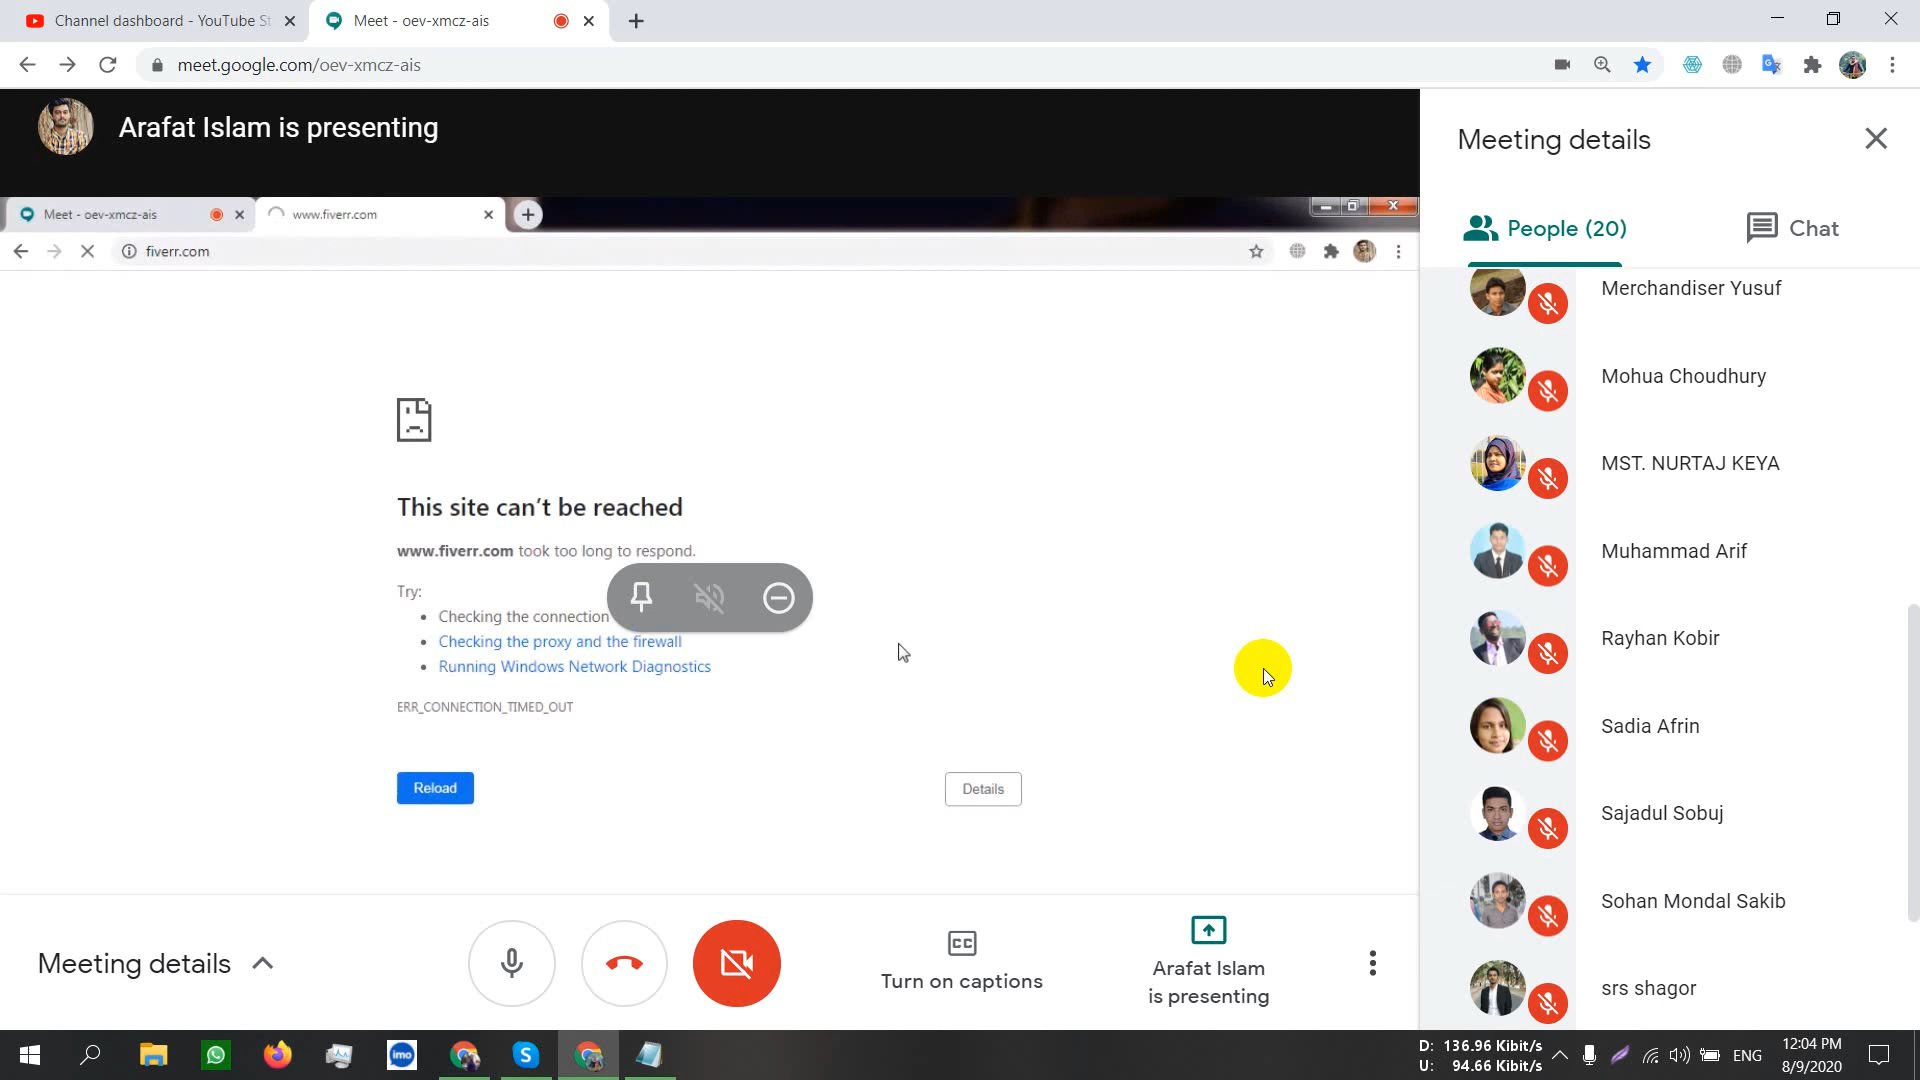 Channel dashboard - YouTube St
Meet - oev-xmcz-ais
meet.google.com/oev-xmcz-ais
Arafat Islam is presenting
Meet - oev-xmcz-ais
www.fiverr.com
fiverr.com
This site can't be reached
www.fiverr.com took too long to respond.
Try:
Checking the connection
Checking the proxy and the firewall
Running Windows Network Diagnostics
ERR_CONNECTION_TIMED_OUT
Reload
Details
Meeting details
People (20)
Chat
Merchandiser Yusuf
Mohua Choudhury
MST. NURTAJ KEYA
Muhammad Arif
Rayhan Kobir
Sadia Afrin
Sajadul Sobuj
Sohan Mondal Sakib
srs shagor
Meeting details
CC
Turn on captions
Arafat Islam
is presenting
imo
D: 136.96 Kibit/s
U: 94.66 Kibit/s
ENG
12:04 PM
8/9/2020